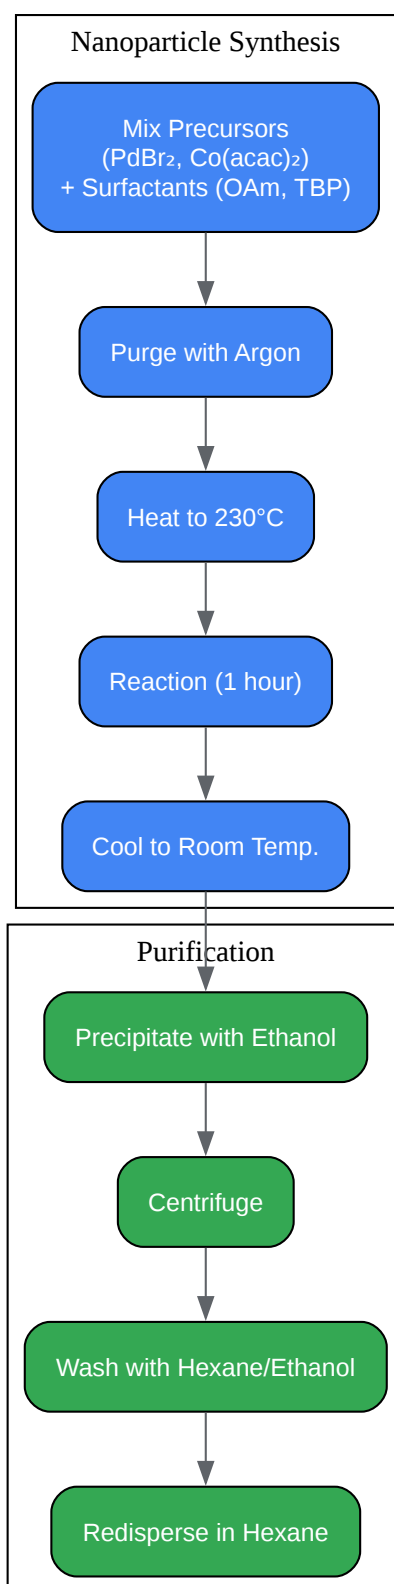 Nanoparticle Synthesis
Mix Precursors
(PdBr₂, Co(acac)₂)
+ Surfactants (OAm, TBP)
Purge with Argon
Heat to 230°C
Reaction (1 hour)
Cool to Room Temp.
Purification
Precipitate with Ethanol
Centrifuge
Wash with Hexane/Ethanol
Redisperse in Hexane